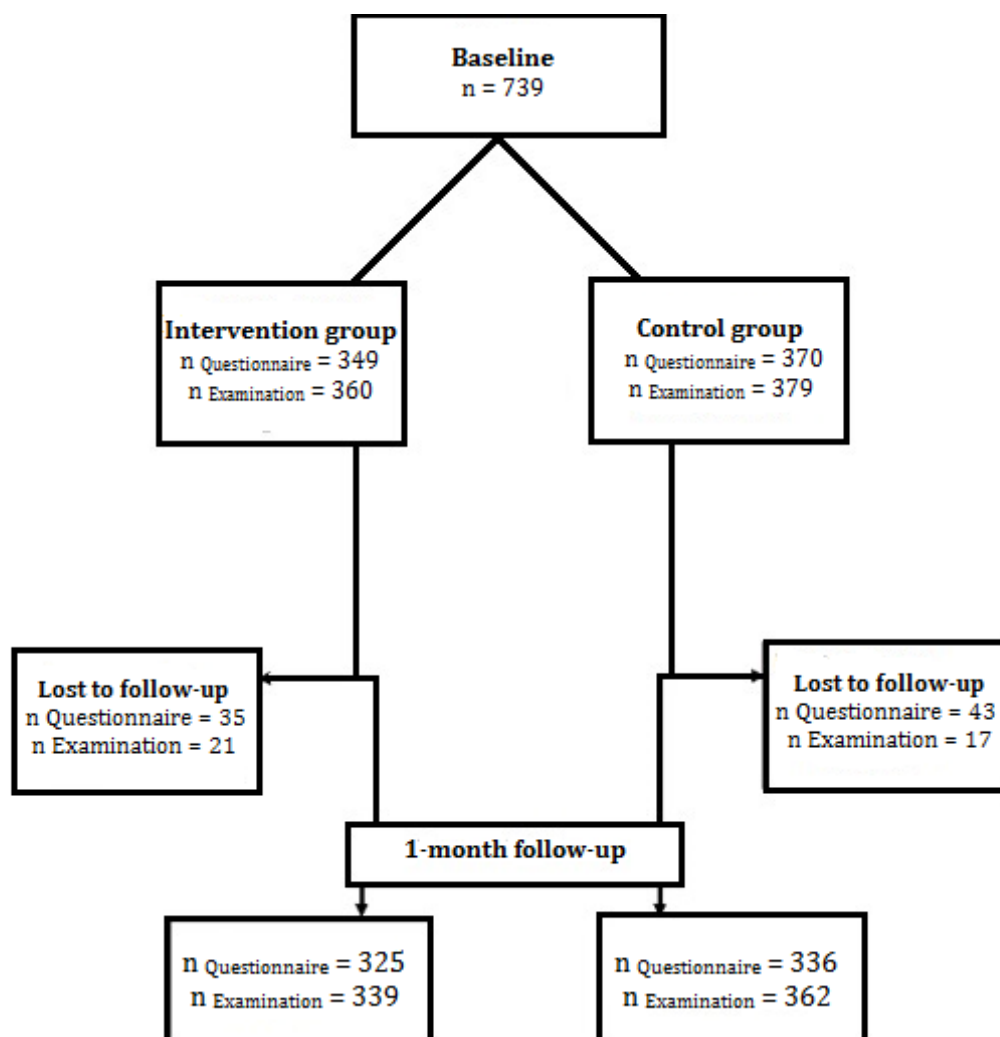 Baseline
n = 739
Intervention group
n Questionnaire = 349
n Examination = 360
Control group
n Questionnaire = 370
n Examination = 379
Lost to follow-up
n Questionnaire = 35
n Examination = 21
Lost to follow-up
n Questionnaire = 43
n Examination = 17
1-month follow-up
n Questionnaire = 325
n Examination = 339
n Questionnaire = 336
n Examination = 362